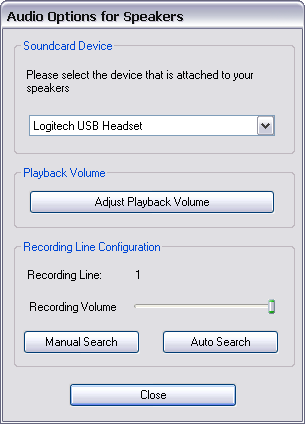 Audio Options for Speakers
Soundcard Device
Please select the device that is attached to your
speakers
Logitech USB Headset
Playback Volume
Adjust Playback Volume
Recording Line Configuration
Recording Line: 1
Recording Volume
Manual Search Auto Search
Close